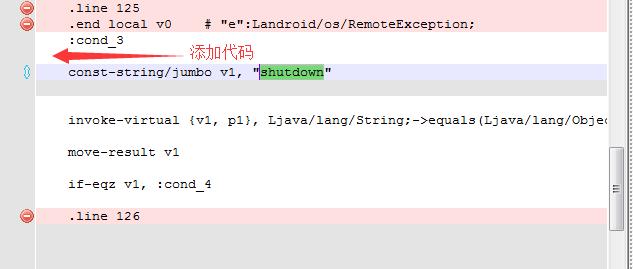 .line 125
.end local v0    # "e":Landroid/os/RemoteException;
:cond_3
添加代码
const-string/jumbo v1, "shutdown"
invoke-virtual {v1, p1}, Ljava/lang/String;->equals(Ljava/lang/Objec
move-result v1
if-eqz v1, :cond_4
.line 126